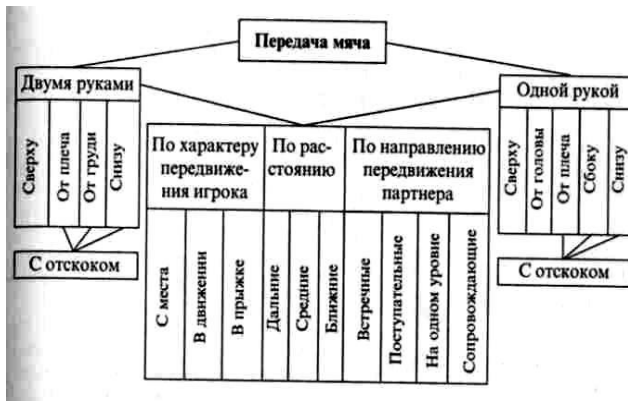 Передача мяча
Двумя руками
Одной рукой
Сверху
От плеча
От груди
Снизу
С отскоком
По характеру
передвиже-
ния игрока
По рас-
стоянию
По направлению
передвижения
партнера
С места
В движении
В прыжке
Дальние
Средние
Ближние
Встречные
Поступательные
На одном уровне
Сопровождающие
Сверху
От головы
От плеча
Сбоку
Снизу
С отскоком